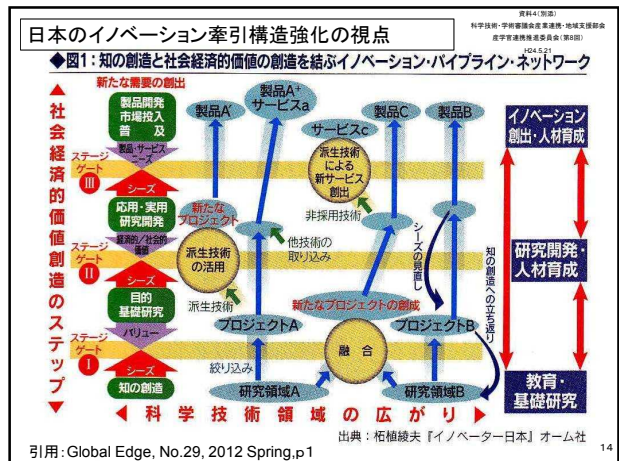 資料4(別添)
科学技術・学術審議会産業連携・地域支援部会
産学官連携推進委員会(第8回)
H24.5.21
日本のイノベーション牽引構造強化の視点
◆図1:知の創造と社会経済的価値の創造を結ぶイノベーション・パイプライン・ネットワーク
新たな需要の創出
社会経済的価値創造のステップ
製品開発
市場投入
普 及
製品・サービス
ニーズ
ステージ
ゲート
Ⅲ
シーズ
応用・実用
研究開発
経済的/社会的
価値
ステージ
ゲート
Ⅱ
シーズ
目的
基礎研究
バリュー
ステージ
ゲート
Ⅰ
シーズ
知の創造
製品A'
製品A⁺
サービスa
製品C
製品B
サービスc
派生技術
による
新サービス
創出
非採用技術
新たな
プロジェクト
派生技術
の活用
派生技術
他技術の
取り込み
シーズの見直し
知の創造への立ち返り
新たなプロジェクトの創成
プロジェクトA
プロジェクトB
融合
絞り込み
研究領域A
研究領域B
科学技術領域の広がり
イノベーション
創出・人材育成
研究開発・
人材育成
教育・
基礎研究
出典:柘植綾夫『イノベーター日本』オーム社
引用:Global Edge, No.29, 2012 Spring,p1
14